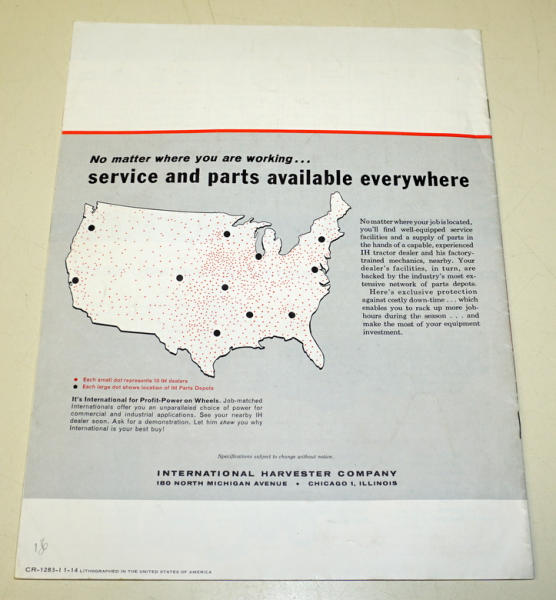 No matter where you are working...
service and parts available everywhere
No matter where your job is located,
you'll find well-equipped service
facilities and a supply of parts in
the hands of a capable, experienced
IH tractor dealer and his factory-
trained mechanics, nearby. Your
dealer's facilities, in turn, are
backed by the industry's most ex-
tensive network of parts depots.
Here's exclusive protection
against costly down-time . . . which
enables you to rack up more job-
hours during the season . . . and
make the most of your equipment
investment.
Each small dot represents 10 IH dealers
Each large dot shows location of IH Parts Depots
It's International for Profit-Power on Wheels. Job-matched
Internationals offer you an unparalleled choice of power for
commercial and industrial applications. See your nearby IH
dealer soon. Ask for a demonstration. Let him show you why
International is your best buy!
Specifications subject to change without notice.
INTERNATIONAL HARVESTER COMPANY
180 NORTH MICHIGAN AVENUE • CHICAGO 1, ILLINOIS
CR-1283-I 1-14 LITHOGRAPHED IN THE UNITED STATES OF AMERICA